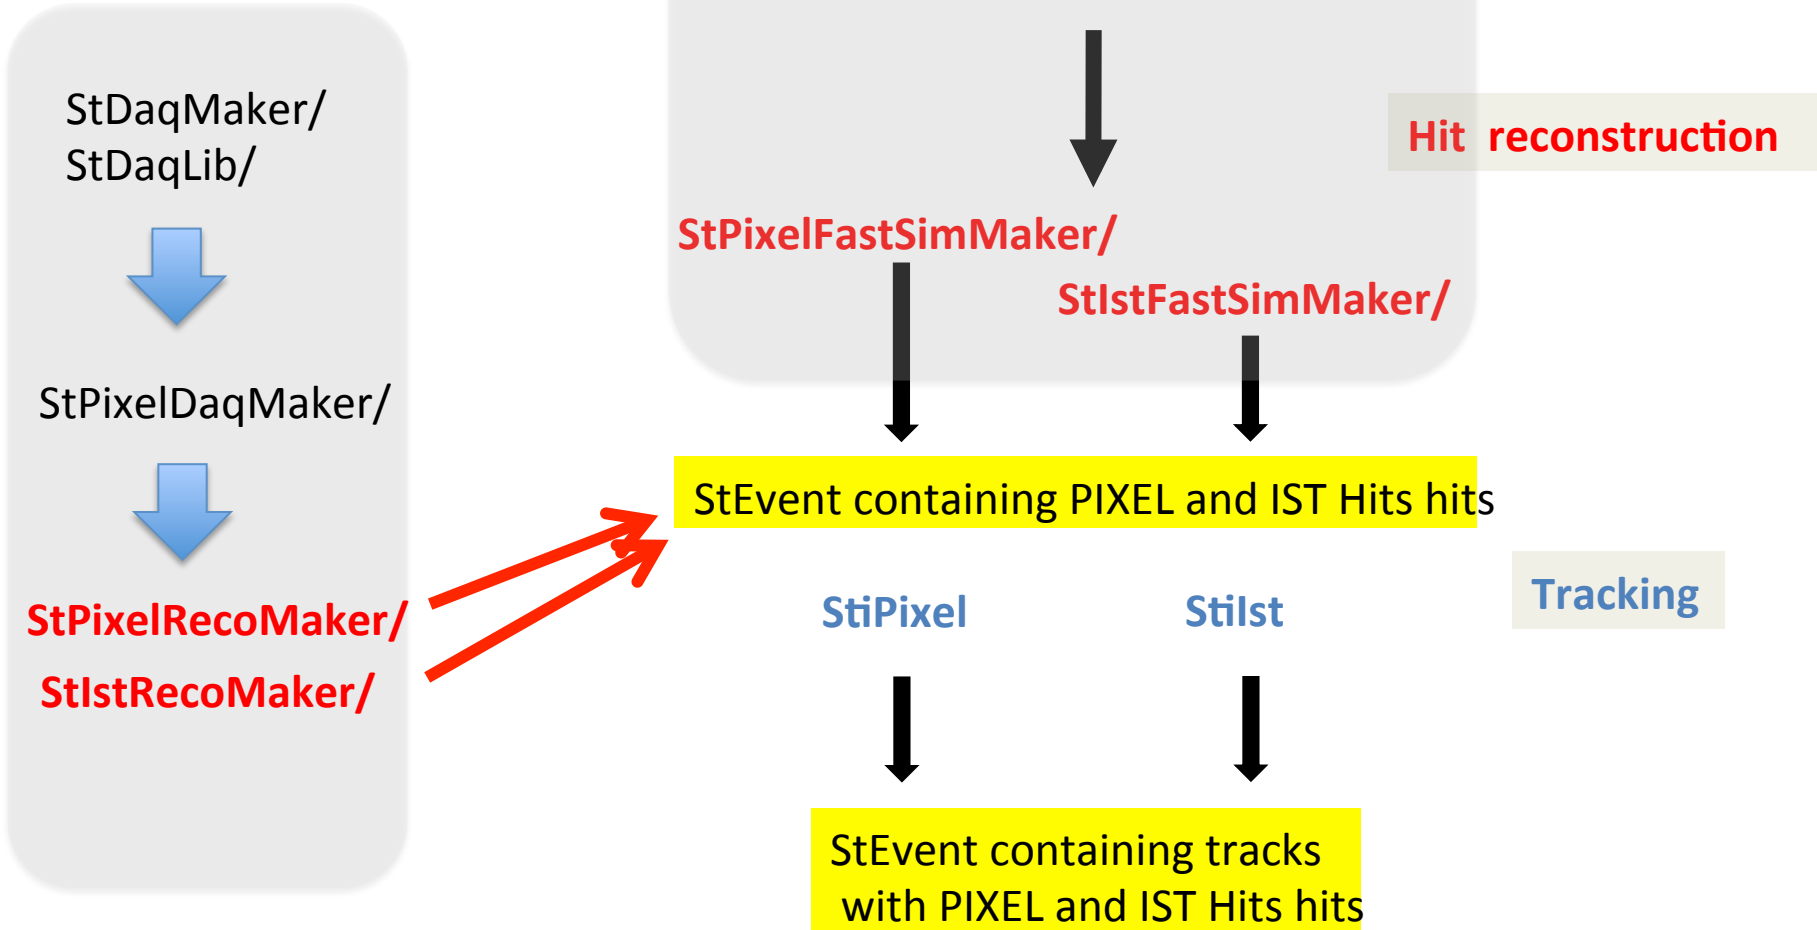 StDaqMaker/
StDaqLib/
StPixelDaqMaker/
StPixelRecoMaker/
StIstRecoMaker/
StPixelFastSimMaker/
StIstFastSimMaker/
Hit reconstruction
StEvent containing PIXEL and IST Hits hits
StiPixel
StiIst
Tracking
StEvent containing tracks
with PIXEL and IST Hits hits